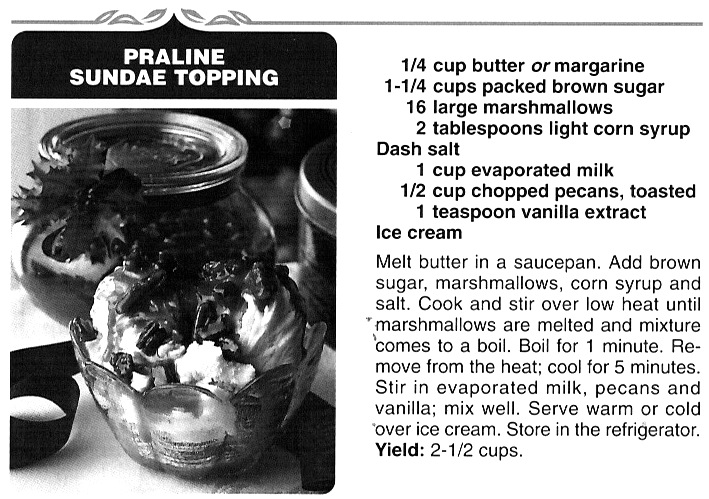 PRALINE
SUNDAE TOPPING
1/4 cup butter or margarine
1-1/4 cups packed brown sugar
16 large marshmallows
2 tablespoons light corn syrup
Dash salt
1 cup evaporated milk
1/2 cup chopped pecans, toasted
1 teaspoon vanilla extract
Ice cream
Melt butter in a saucepan. Add brown
sugar, marshmallows, corn syrup and
salt. Cook and stir over low heat until
marshmallows are melted and mixture
comes to a boil. Boil for 1 minute. Re-
move from the heat; cool for 5 minutes.
Stir in evaporated milk, pecans and
vanilla; mix well. Serve warm or cold
over ice cream. Store in the refrigerator.
Yield: 2-1/2 cups.